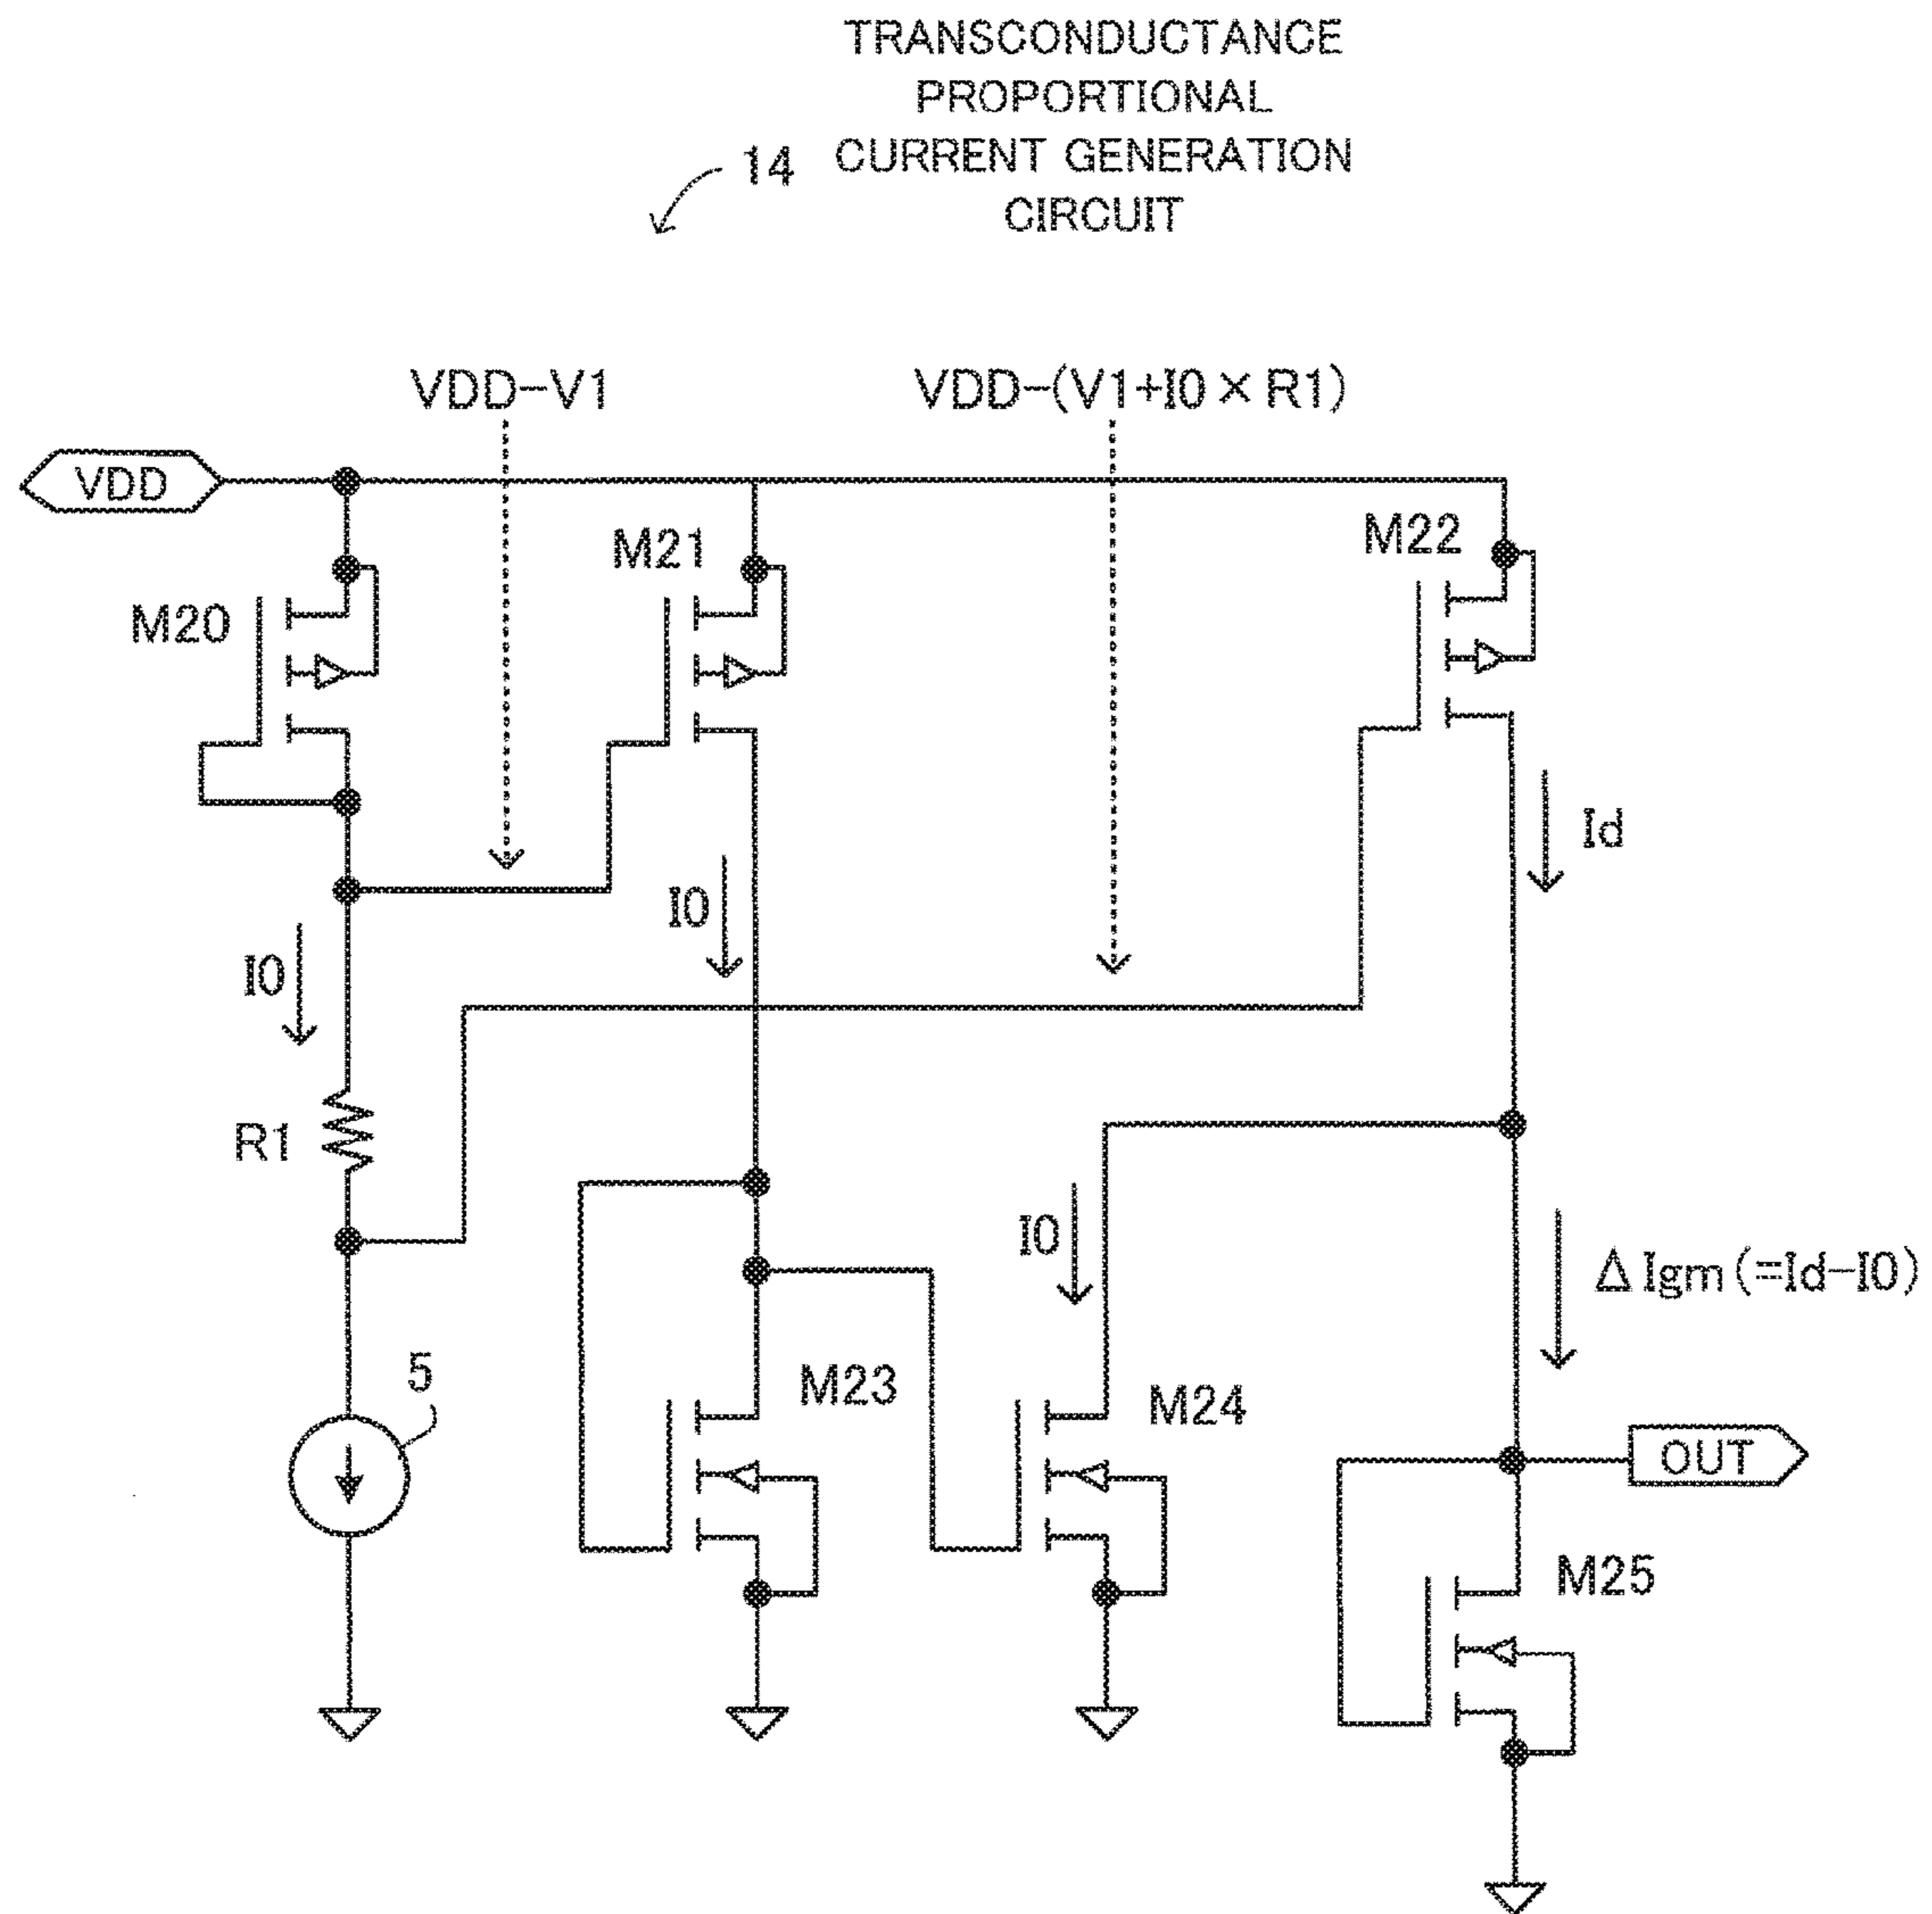 TRANSCONDUCTANCE
PROPORTIONAL
CURRENT GENERATION
CIRCUIT
14
VDD-V1
VDD-(V1+I0×R1)
VDD
M20
M21
M22
Id
I0
I0
R1
I0
ΔIgm(=Id-I0)
5
M23
M24
OUT
M25